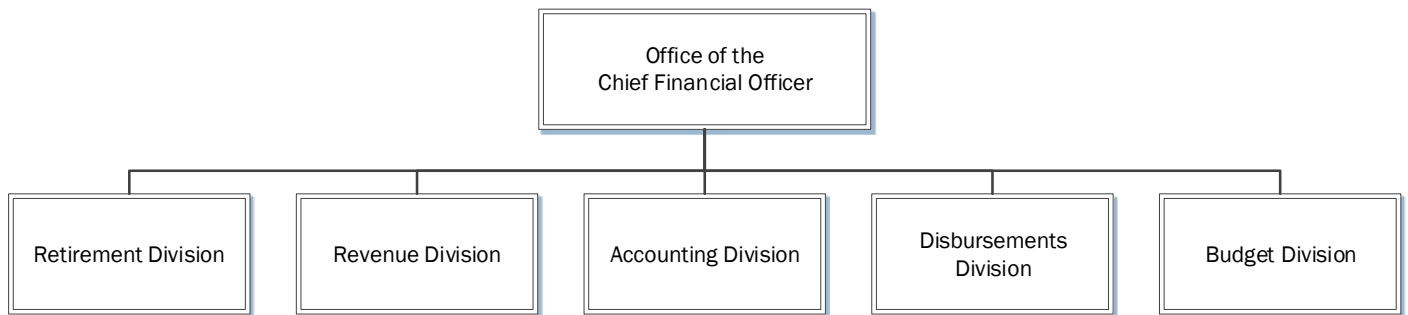 Office of the
Chief Financial Officer
Retirement Division
Revenue Division
Accounting Division
Disbursements
Division
Budget Division